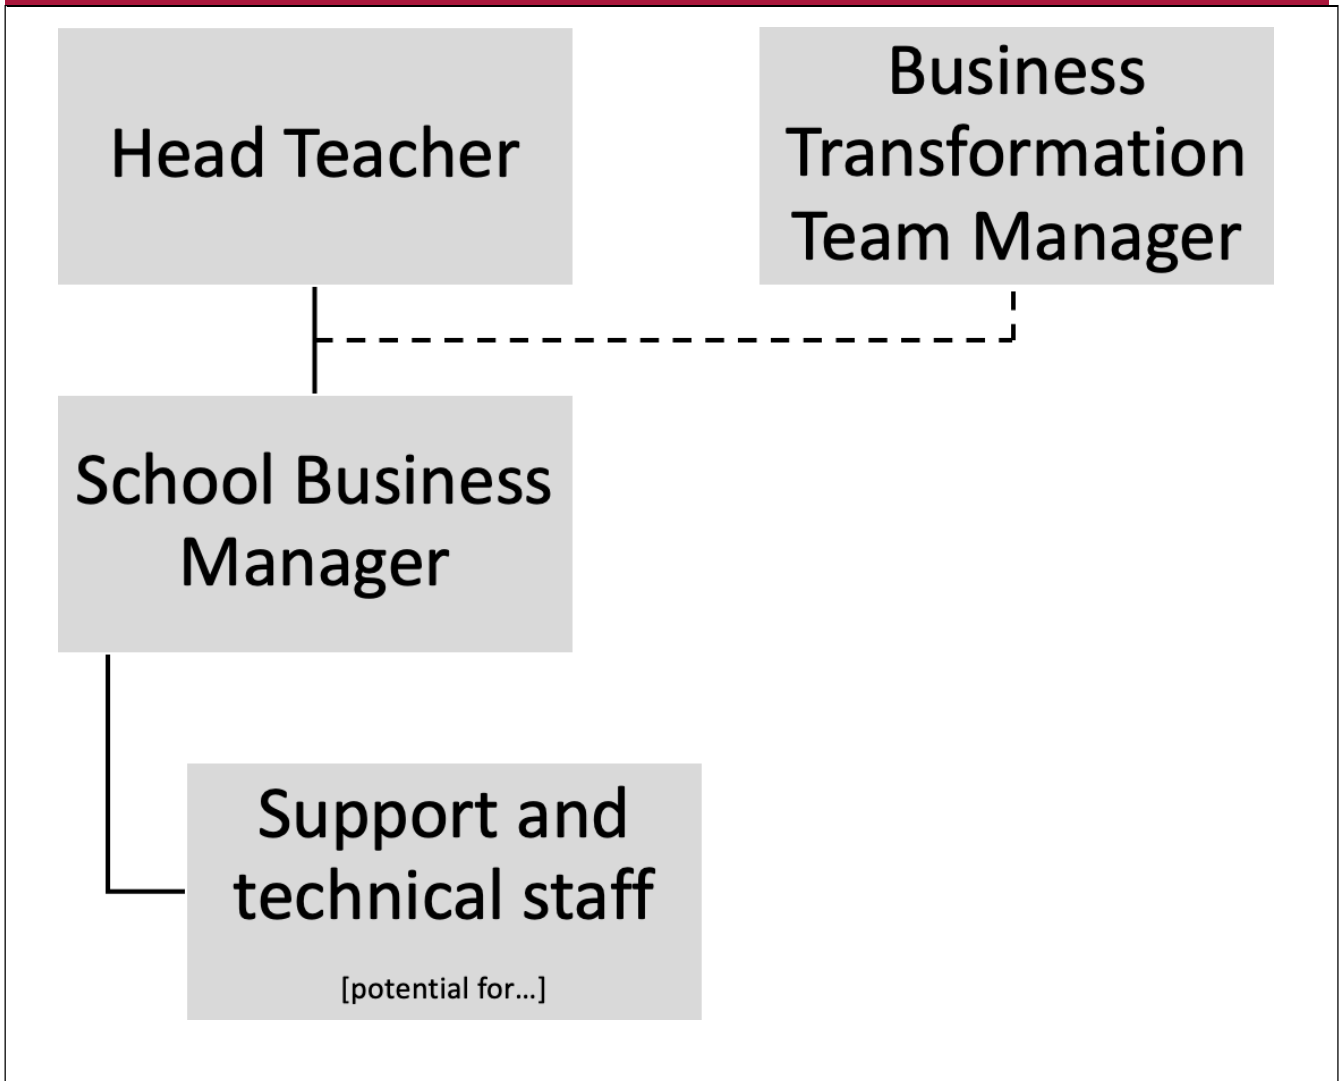 Head Teacher
Business
Transformation
Team Manager
School Business
Manager
Support and
technical staff
[potential for...]